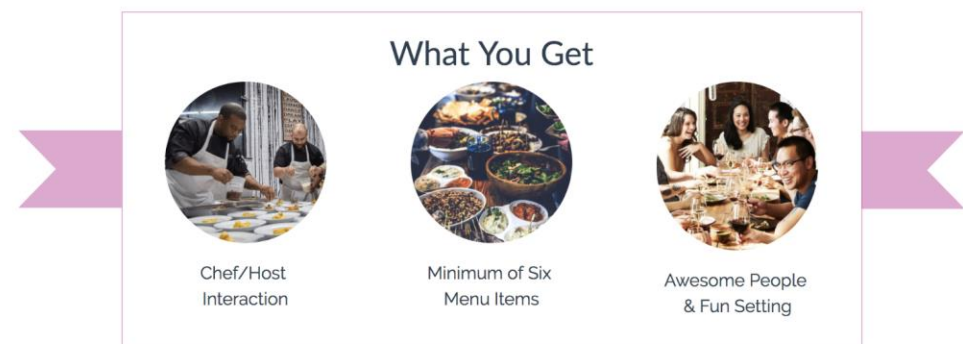 What You Get
Chef/Host
Interaction
Minimum of Six
Menu Items
Awesome People
& Fun Setting